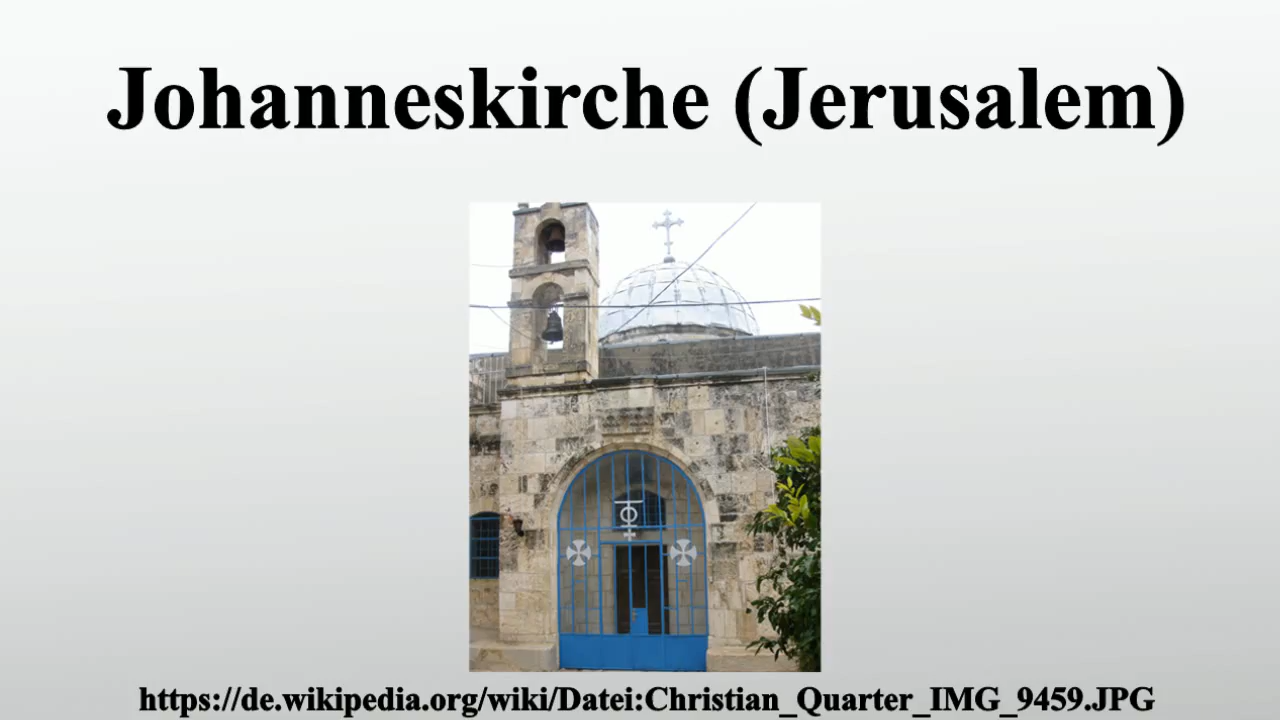 Johanneskirche (Jerusalem)
https://de.wikipedia.org/wiki/Datei:Christian_Quarter_IMG_9459.JPG